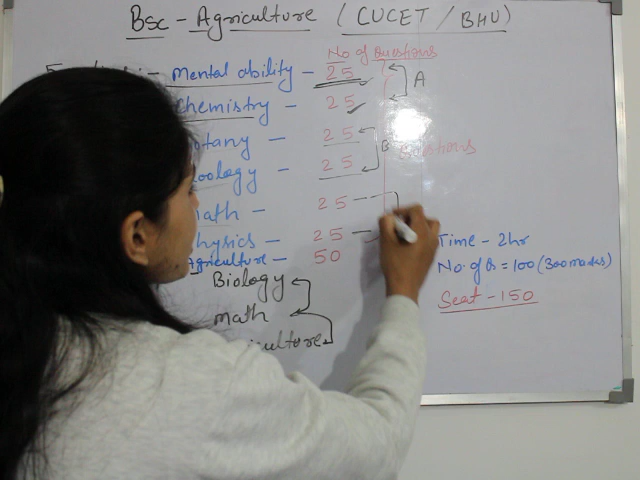 Bsc - Agriculture (CUCET / BHU)
No of Questions
Mental ability - 25
A
Chemistry - 25
Botany - 25
B
Zoology - 25
Math - 25 -
Physics - 25 -
Agriculture - 50
Biology
Math
Agriculture
Time - 2hr
No. of Q = 100 (300 marks)
Seat - 150